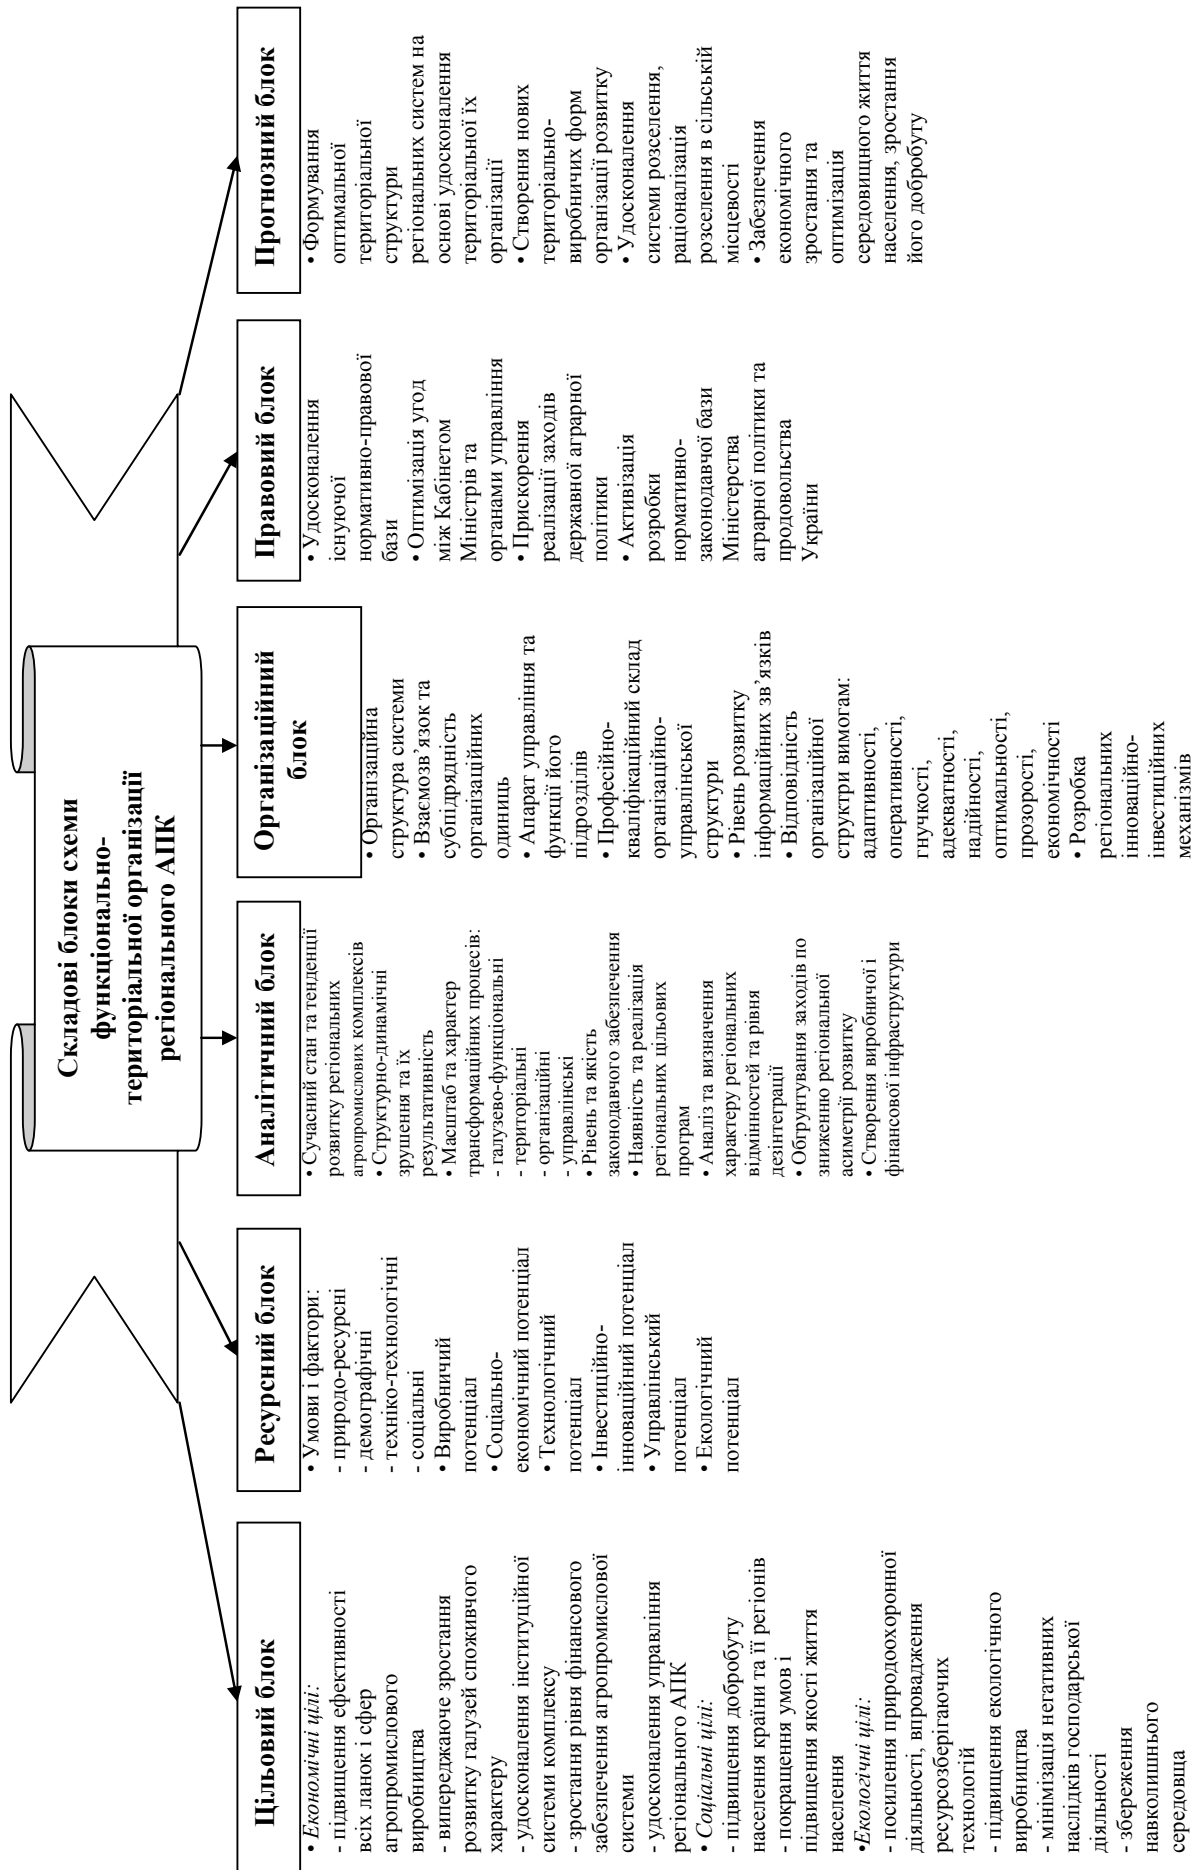 Складові блоки схеми
функціонально-
територіальної організації
регіонального АПК
Цільовий блок
• Економічні цілі:
- підвищення ефективності
всіх ланок і сфер
агропромислового
виробництва
- випереджаюче зростання
розвитку галузей споживчого
характеру
- удосконалення інституційної
системи комплексу
- зростання рівня фінансового
забезпечення агропромислової
системи
- удосконалення управління
регіонального АПК
• Соціальні цілі:
- підвищення добробуту
населення країни та її регіонів
- покращення умов і
підвищення якості життя
населення
•Екологічні цілі:
- посилення природоохоронної
діяльності, впровадження
ресурсозберігаючих
технологій
- підвищення екологічного
виробництва
- мінімізація негативних
наслідків господарської
діяльності
- збереження
навколишнього
середовища
Ресурсний блок
• Умови і фактори:
- природо-ресурсні
- демографічні
- техніко-технологічні
- соціальні
• Виробничий
потенціал
• Соціально-
економічний потенціал
• Технологічний
потенціал
• Інвестиційно-
інноваційний потенціал
• Управлінський
потенціал
• Екологічний
потенціал
Аналітичний блок
• Сучасний стан та тенденції
розвитку регіональних
агропромислових комплексів
• Структурно-динамічні
зрушення та їх
результативність
• Масштаб та характер
трансформаційних процесів:
- галузево-функціональні
- територіальні
- організаційні
- управлінські
• Рівень та якість
законодавчого забезпечення
• Наявність та реалізація
регіональних цільових
програм
• Аналіз та визначення
характеру регіональних
відмінностей та рівня
дезінтеграції
• Обґрунтування заходів по
зниженню регіональної
асиметрії розвитку
• Створення виробничої і
фінансової інфраструктури
Організаційний
блок
• Організаційна
структура системи
• Взаємозв’язок та
субпідрядність
організаційних
одиниць
• Апарат управління та
функції його
підрозділів
• Професійно-
кваліфікаційний склад
організаційно-
управлінської
структури
• Рівень розвитку
інформаційних зв’язків
• Відповідність
організаційної
структри вимогам:
адаптивності,
оперативності,
гнучкості,
адекватності,
надійності,
оптимальності,
прозорості,
економічності
• Розробка
регіональних
інноваційно-
інвестиційних
механізмів
Правовий блок
• Удосконалення
існуючої
нормативно-правової
бази
• Оптимізація угод
між Кабінетом
Міністрів та
органами управління
• Прискорення
реалізації заходів
державної аграрної
політики
• Активізація
розробки
нормативно-
законодавчої бази
Міністерства
аграрної політики та
продовольства
України
Прогнозний блок
• Формування
оптимальної
територіальної
структури
регіональних систем на
основі удосконалення
територіальної їх
організації
• Створення нових
територіально-
виробничих форм
організації розвитку
• Удосконалення
системи розселення,
раціоналізація
розселення в сільській
місцевості
• Забезпечення
економічного
зростання та
оптимізація
середовищного життя
населення, зростання
його добробуту